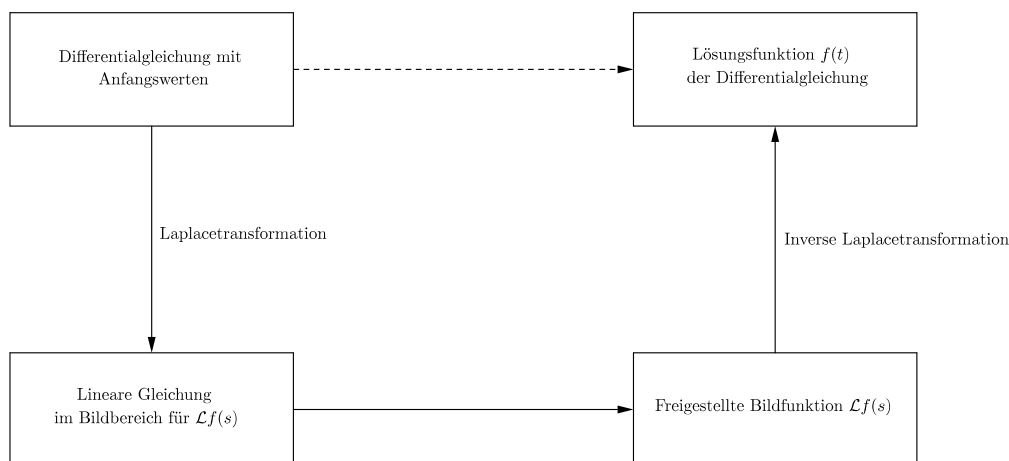 Differentialgleichung mit
Anfangswerten
Lösungsfunktion f(t)
der Differentialgleichung
Laplacetransformation
Inverse Laplacetransformation
Lineare Gleichung
im Bildbereich für ℒf(s)
Freigestellte Bildfunktion ℒf(s)